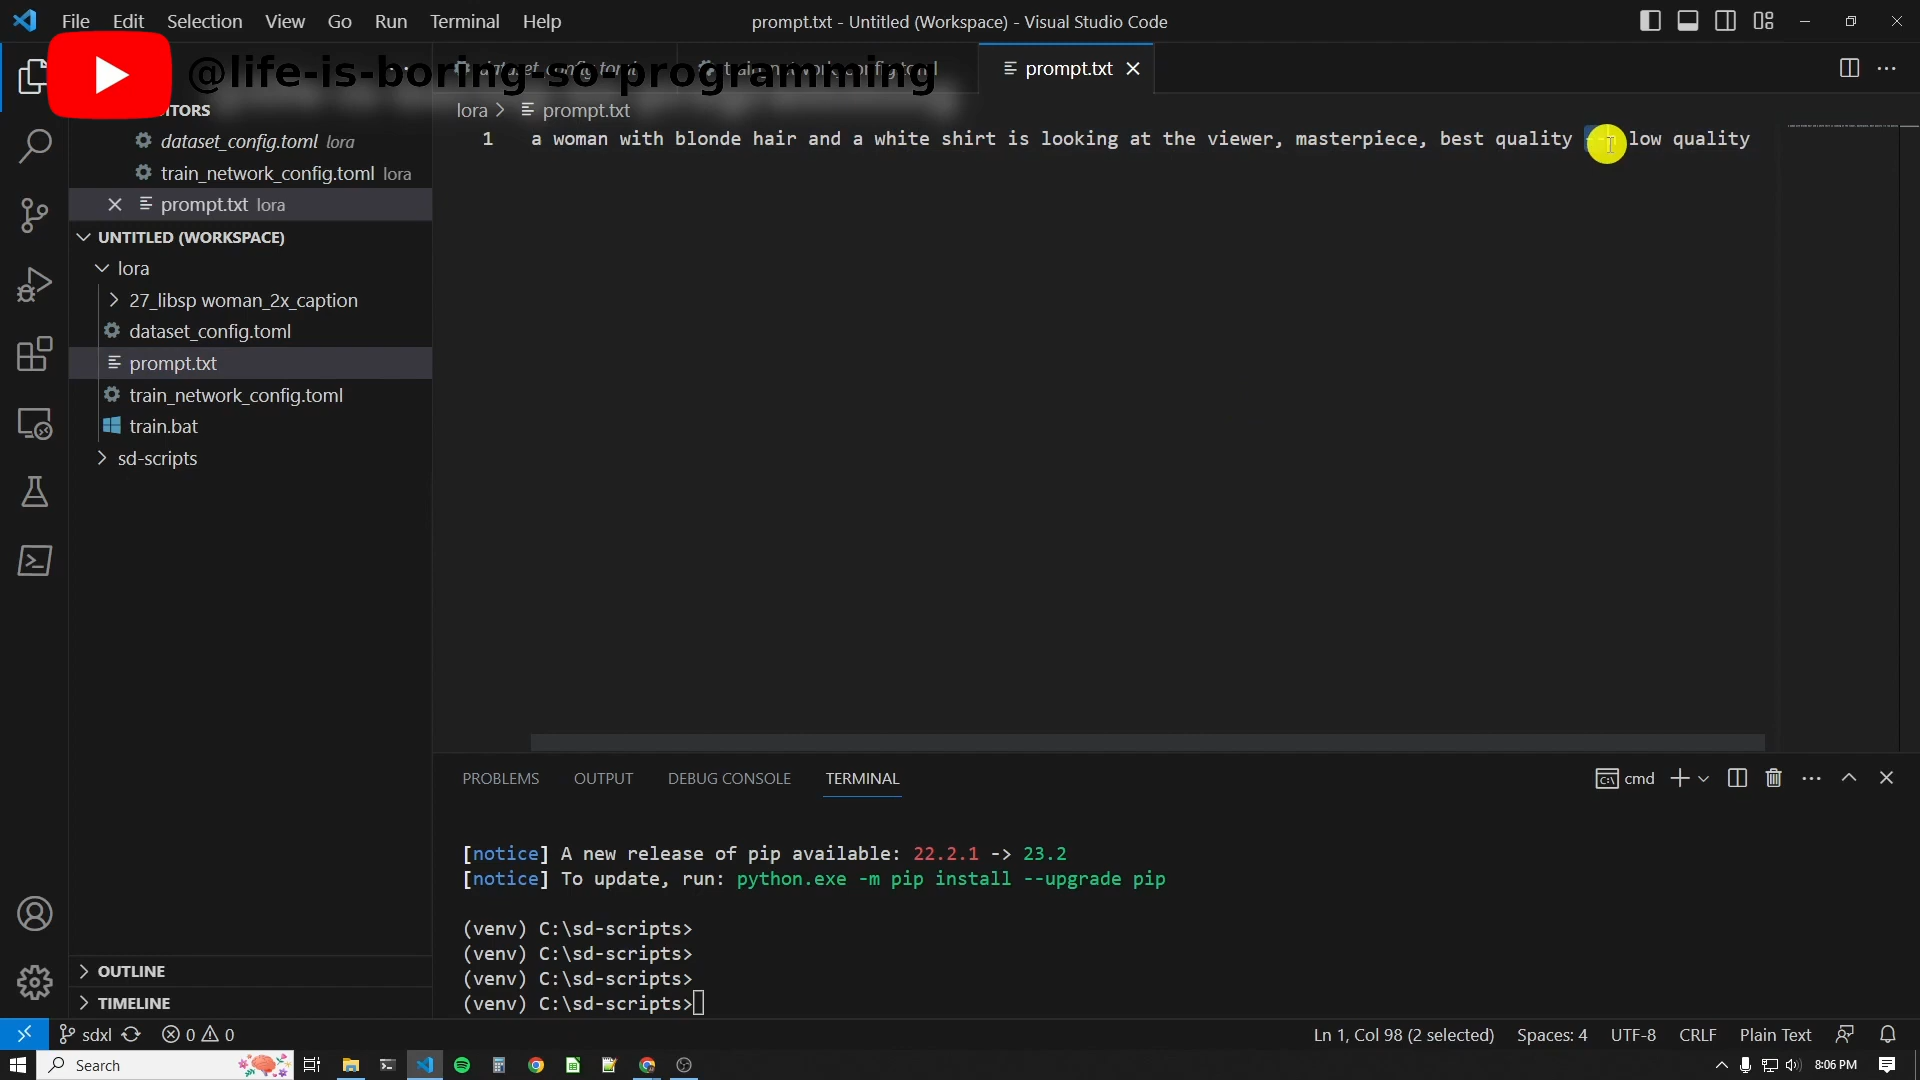 File Edit Selection View Go Run Terminal Help
prompt.txt - Untitled (Workspace) - Visual Studio Code
@life-is-boring-so-programming
dataset_config.toml train_network_config.toml prompt.txt
ITORS
lora > prompt.txt
dataset_config.toml lora
train_network_config.toml lora
prompt.txt lora
UNTITLED (WORKSPACE)
lora
27_libsp woman_2x_caption
dataset_config.toml
prompt.txt
train_network_config.toml
train.bat
sd-scripts
OUTLINE
TIMELINE
1 a woman with blonde hair and a white shirt is looking at the viewer, masterpiece, best quality --n low quality
PROBLEMS OUTPUT DEBUG CONSOLE TERMINAL
cmd
[notice] A new release of pip available: 22.2.1 -> 23.2
[notice] To update, run: python.exe -m pip install --upgrade pip
(venv) C:\sd-scripts>
(venv) C:\sd-scripts>
(venv) C:\sd-scripts>
(venv) C:\sd-scripts>
sdxl 0 0 Ln 1, Col 98 (2 selected) Spaces: 4 UTF-8 CRLF Plain Text
Search 8:06 PM